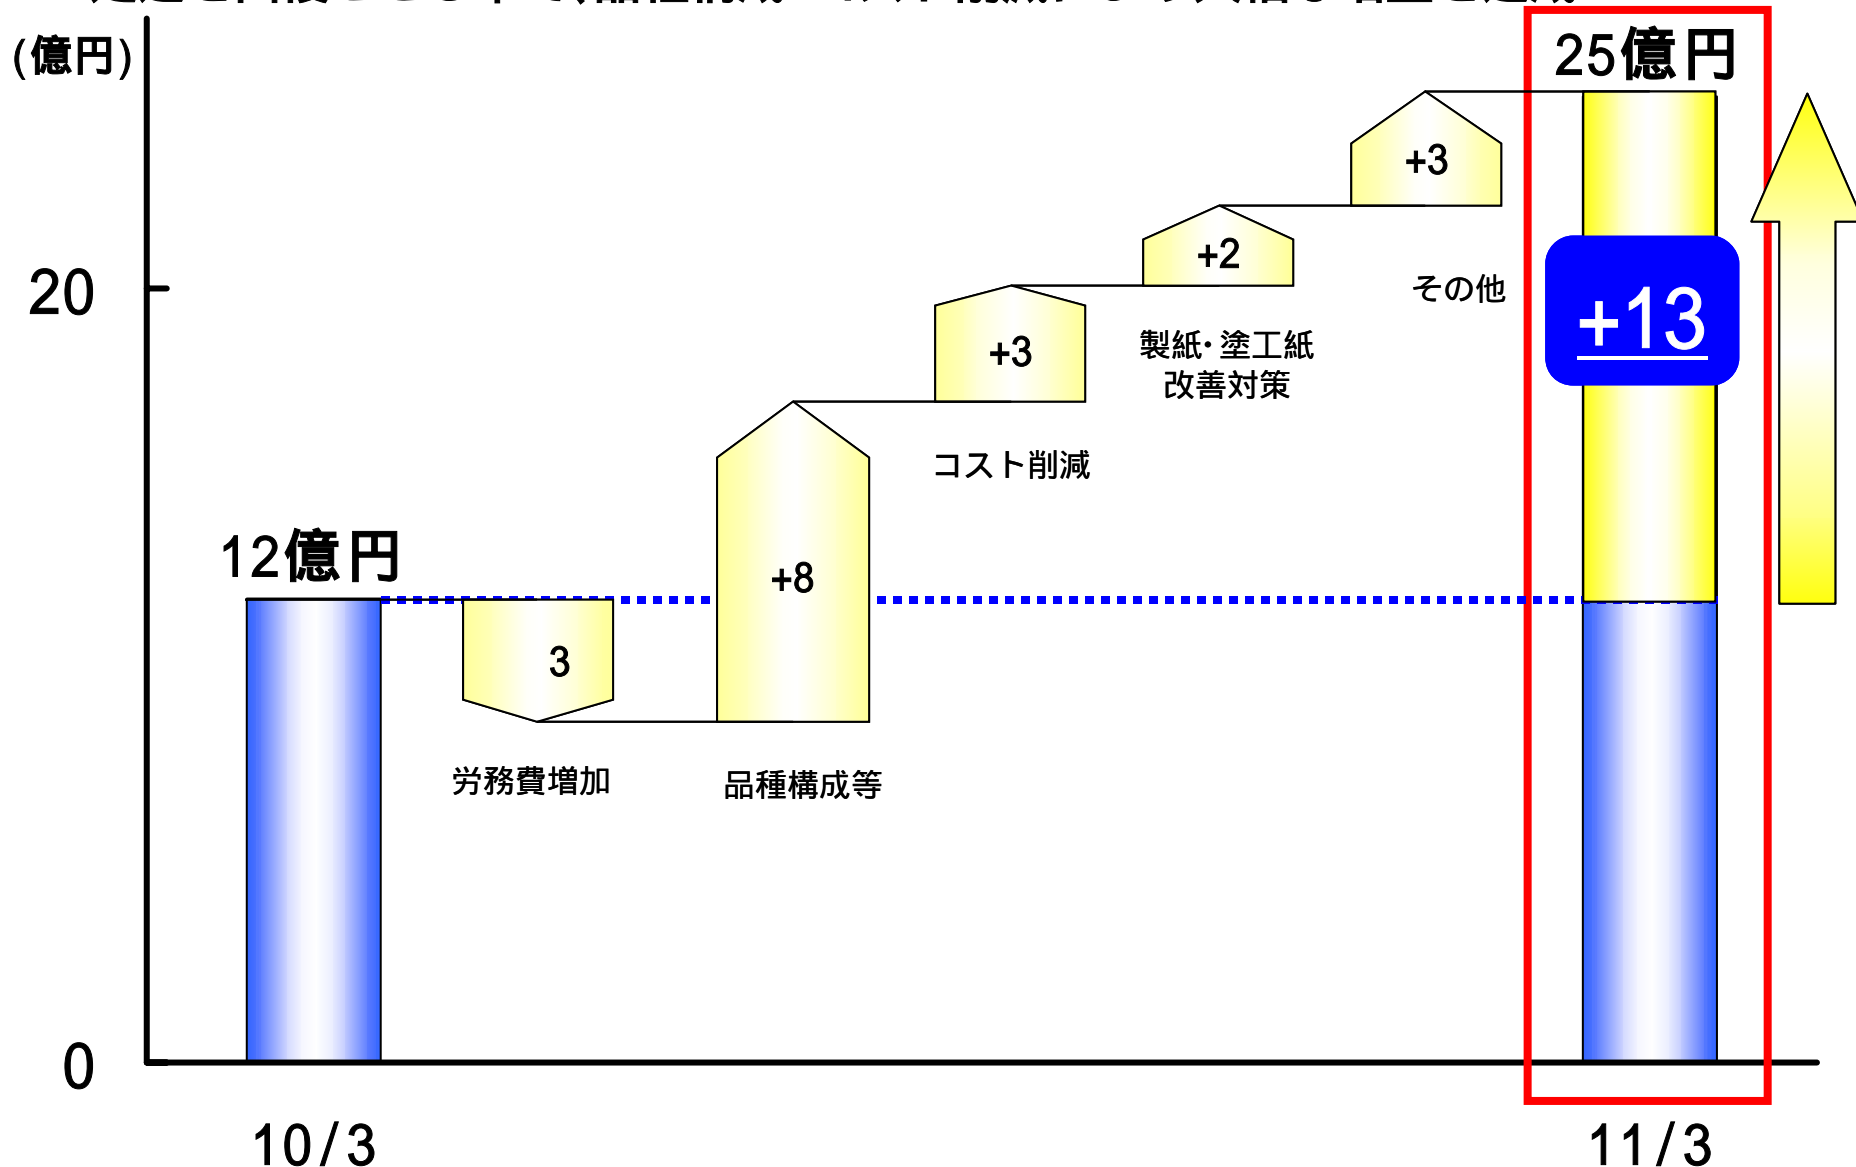 (億円)
25億円
+3
+2
20
その他
+13
+3
製紙・塗工紙
改善対策
コスト削減
12億円
+8
3
労務費増加
品種構成等
0
10/3
11/3